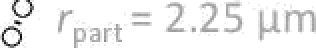 r_part = 2.25 µm